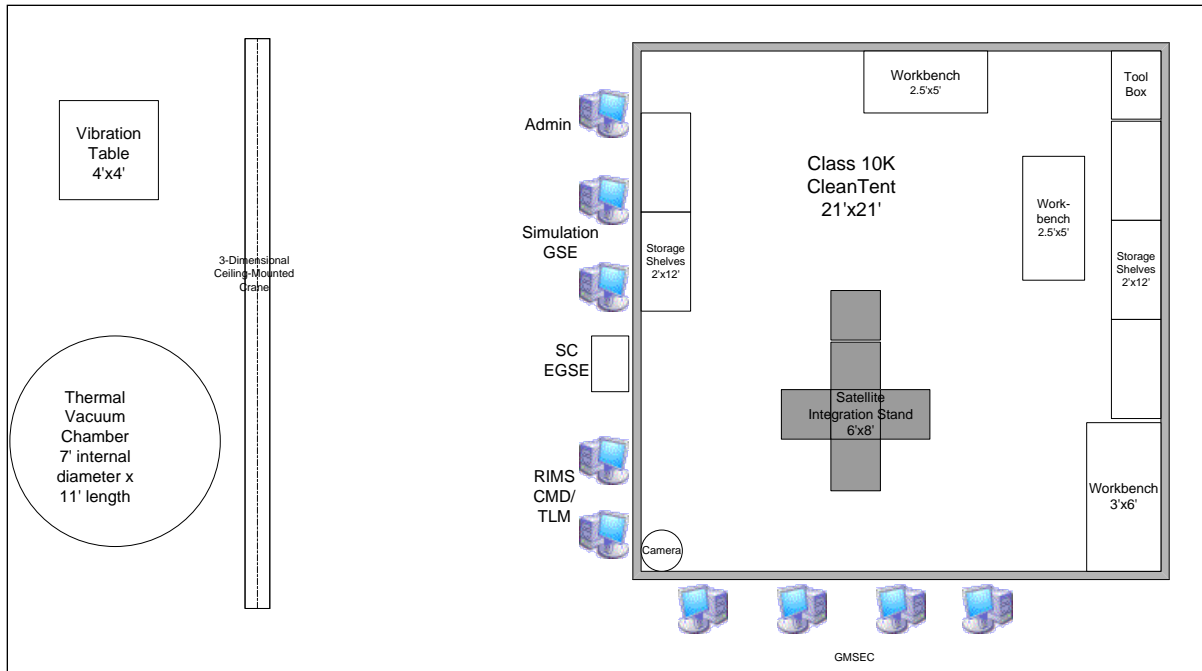 Vibration
Table
4'x4'
3-Dimensional
Ceiling-Mounted
Crane
Thermal
Vacuum
Chamber
7' internal
diameter x
11' length
Admin
Simulation
GSE
SC
EGSE
RIMS
CMD/
TLM
Workbench
2.5'x5'
Tool
Box
Class 10K
CleanTent
21'x21'
Work-
bench
2.5'x5'
Storage
Shelves
2'x12'
Storage
Shelves
2'x12'
Satellite
Integration Stand
6'x8'
Workbench
3'x6'
Camera
GMSEC